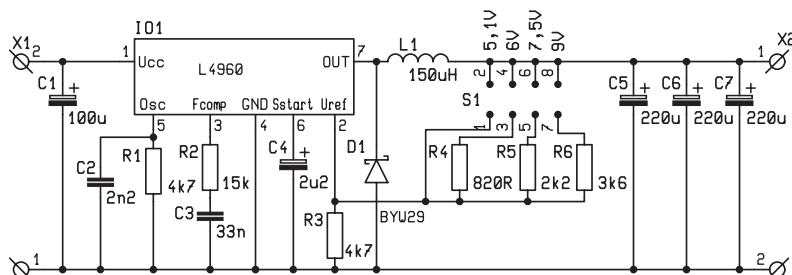 5,1V
6V
7,5V
9V
X1
2
IO1
1
Ucc
L4960
OUT
7
L1
150uH
2
4
6
8
1
X2
C1
+
100u
Osc
Fcomp
GND
Sstart
Uref
5
3
4
6
2
S1
1
3
5
7
C5
+
220u
C6
+
220u
C7
+
220u
C2
2n2
R1
4k7
R2
15k
C3
33n
C4
+
2u2
D1
BYW29
R3
4k7
R4
820R
R5
2k2
R6
3k6
1
2